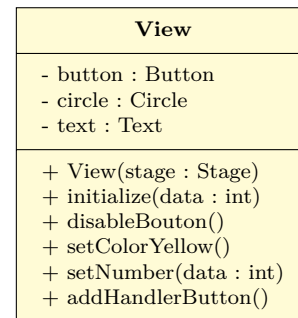 View
- button : Button
- circle : Circle
- text : Text
+ View(stage : Stage)
+ initialize(data : int)
+ disableBouton()
+ setColorYellow()
+ setNumber(data : int)
+ addHandlerButton()